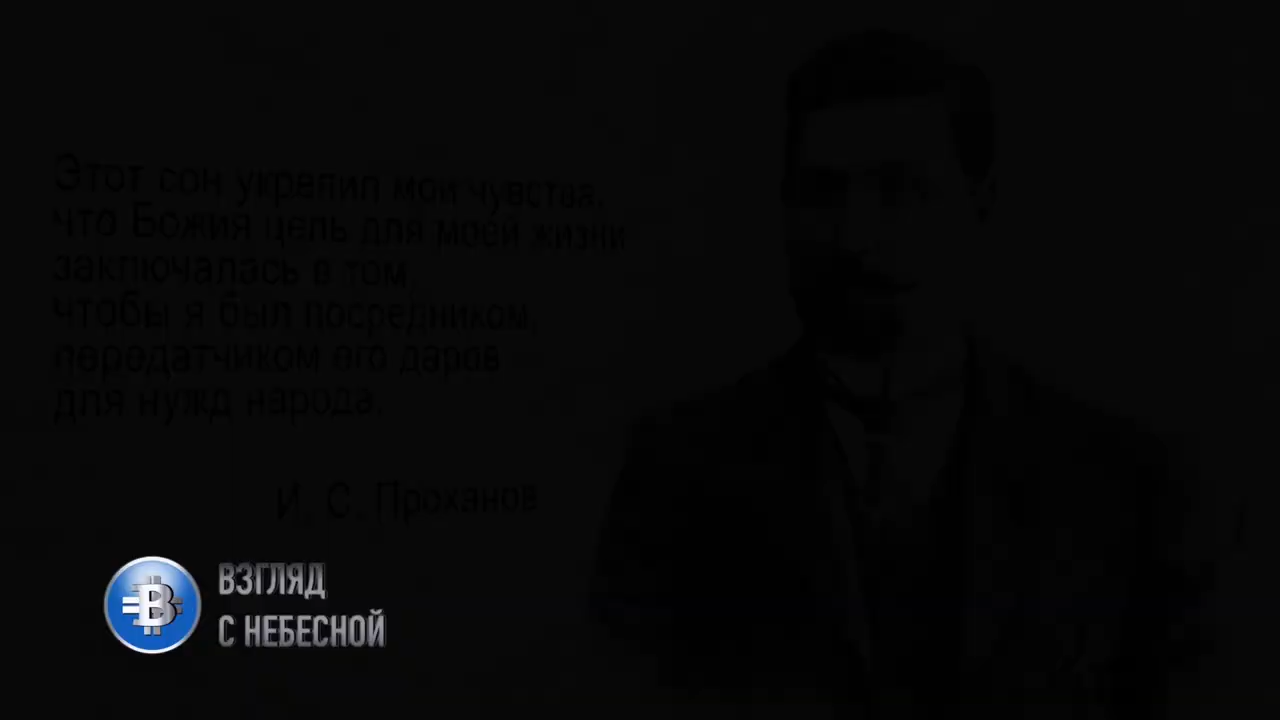 Этот сон укрепил мои чувства,
что Божия цель для моей жизни
заключалась в том,
чтобы я был посредником,
передатчиком его даров
для нужд народа.
И. С. Проханов
ВЗГЛЯД
С НЕБЕСНОЙ